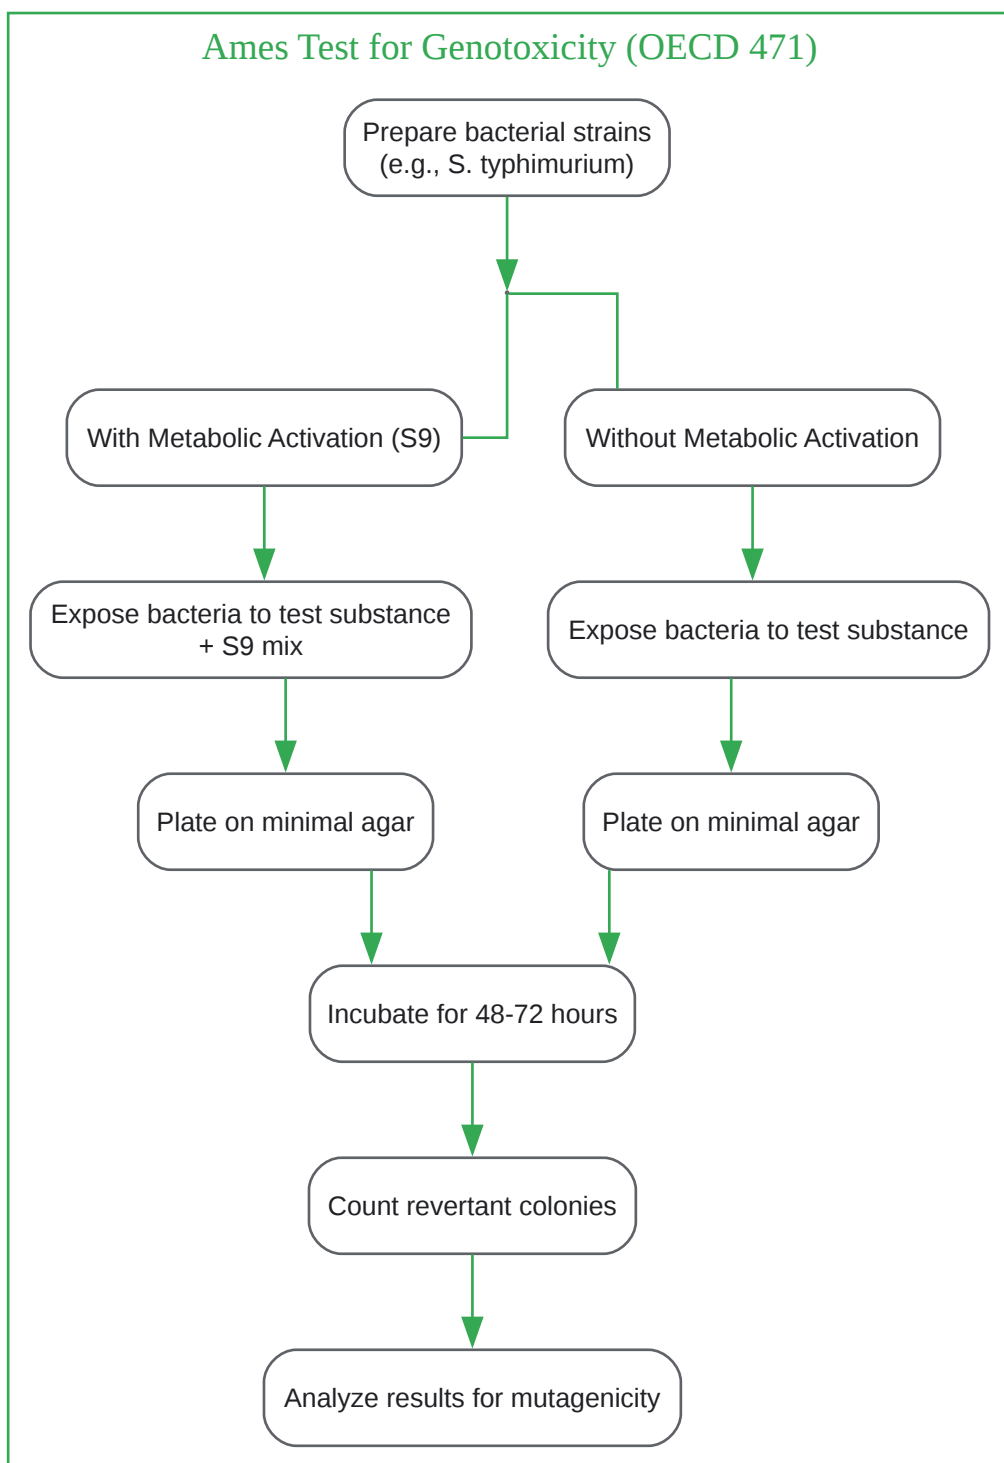 Ames Test for Genotoxicity (OECD 471)
Prepare bacterial strains
(e.g., S. typhimurium)
With Metabolic Activation (S9)
Without Metabolic Activation
Expose bacteria to test substance
+ S9 mix
Expose bacteria to test substance
Plate on minimal agar
Plate on minimal agar
Incubate for 48-72 hours
Count revertant colonies
Analyze results for mutagenicity